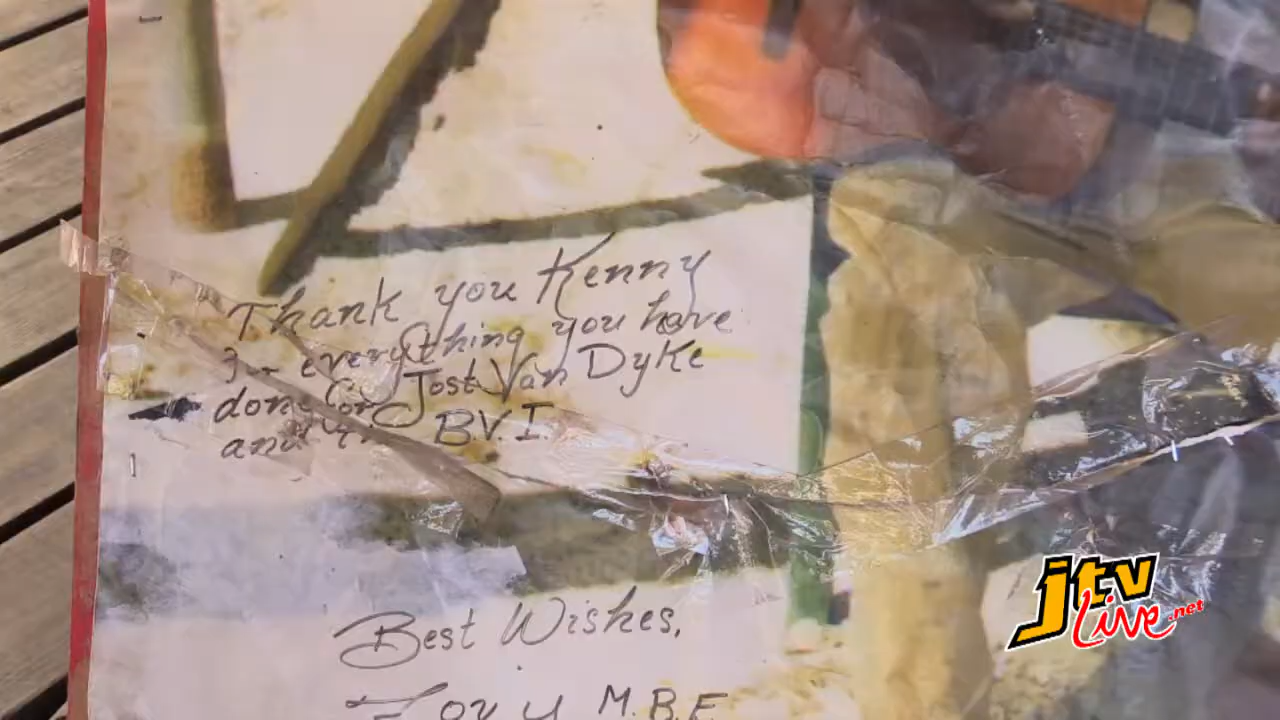 Thank you Kenny
everything you have
done for Jost Van Dyke
and B.V.I.
Best Wishes,
M.B.E
jtv
Live.net